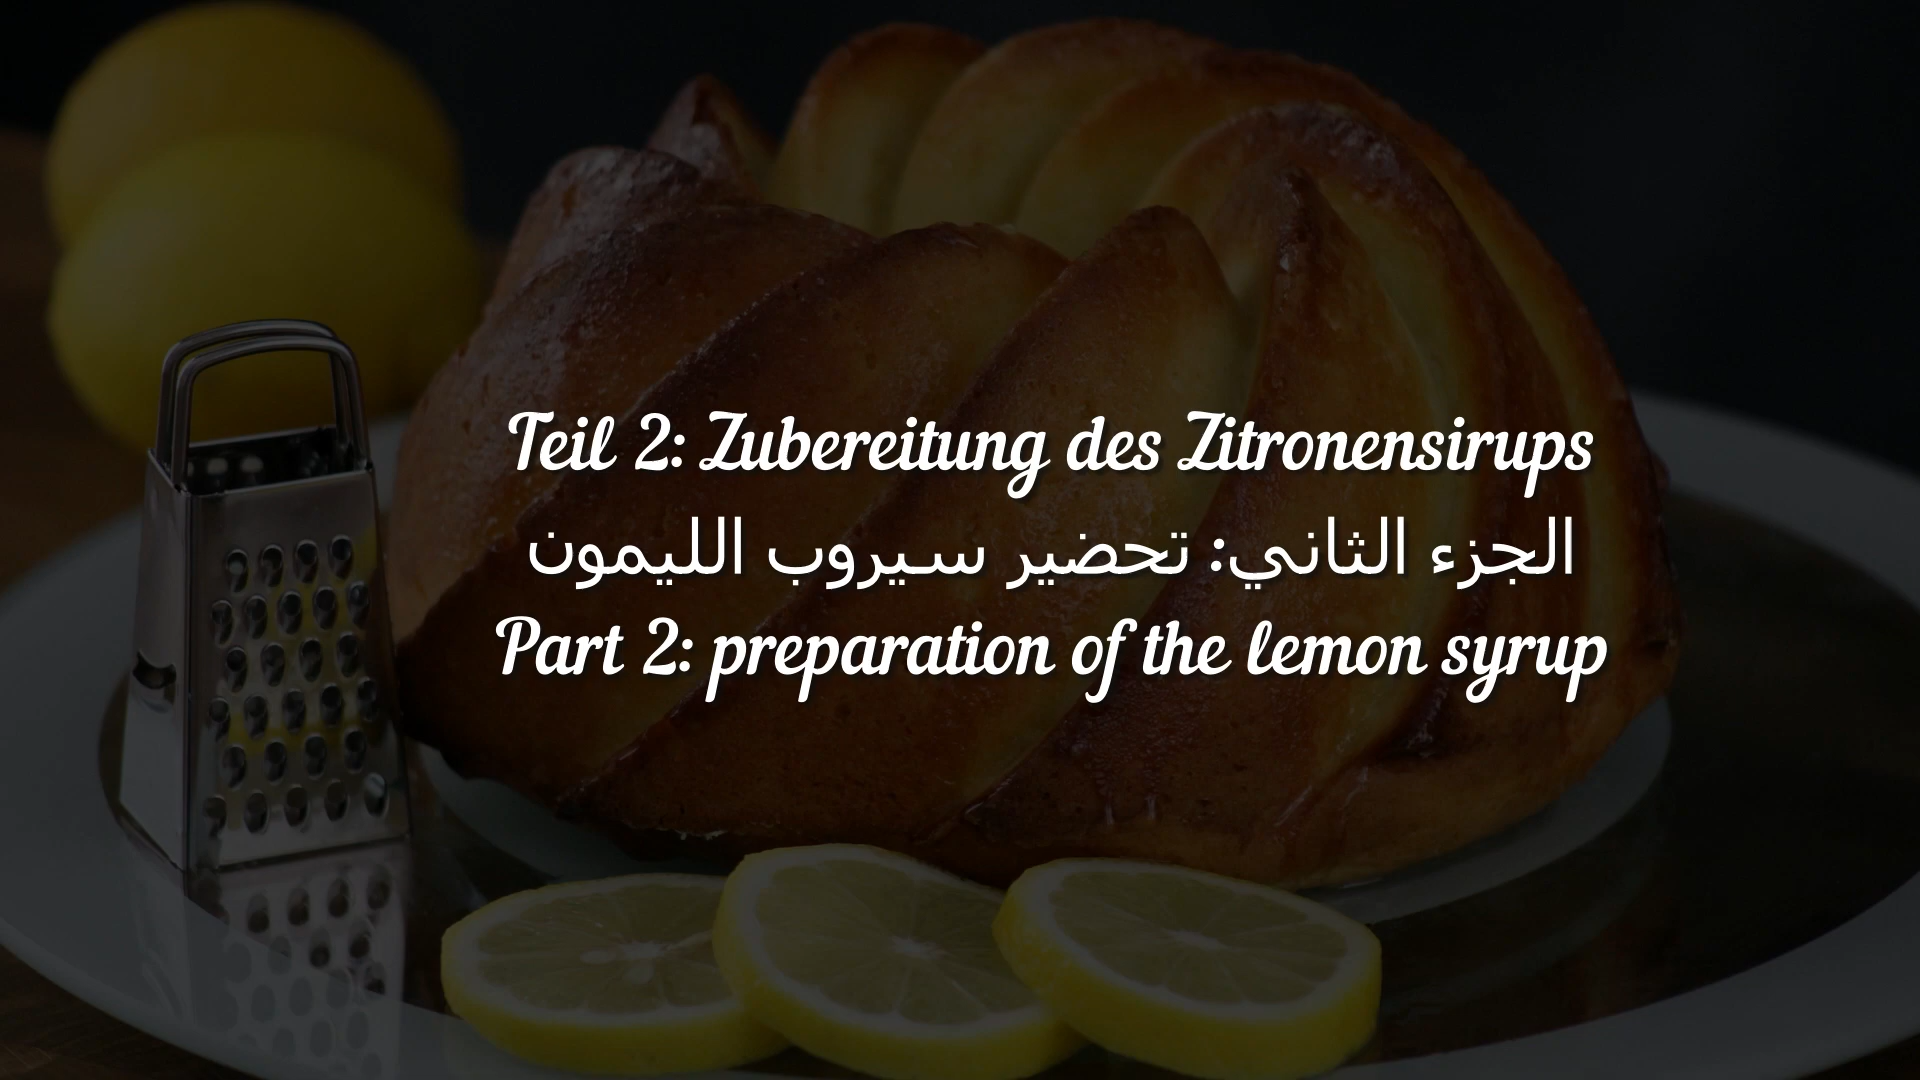 Teil 2: Zubereitung des Zitronensirups
الجزء الثاني: تحضير سيروب الليمون
Part 2: preparation of the lemon syrup